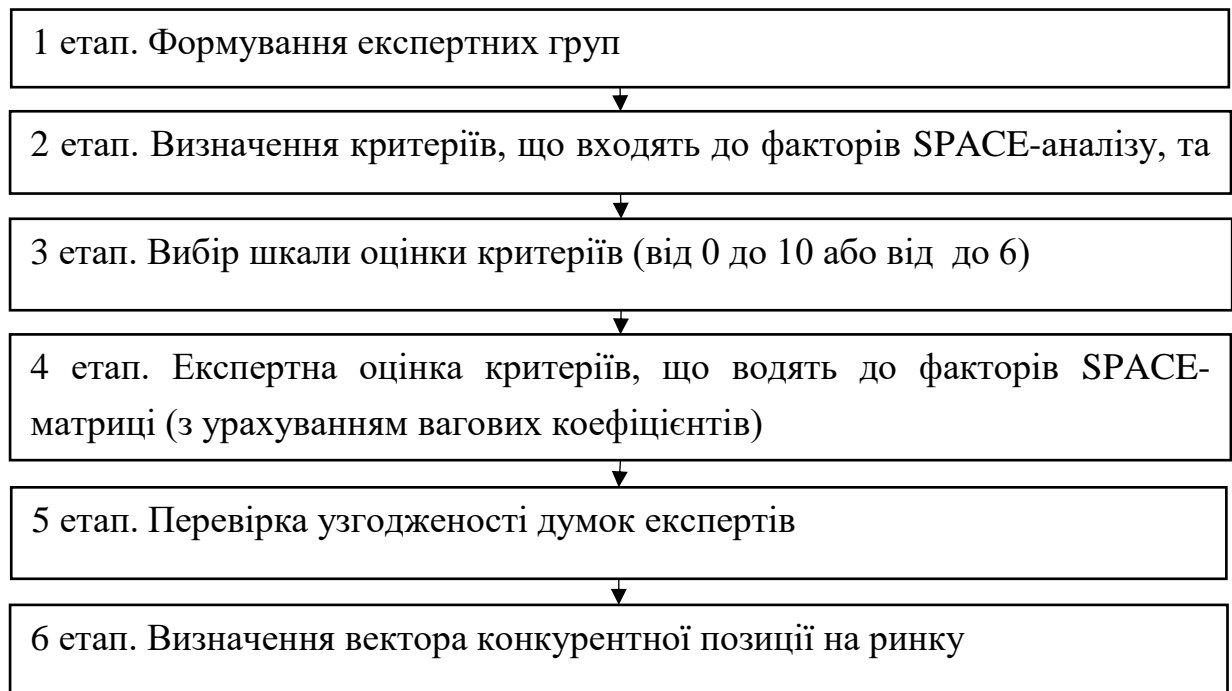 1 етап. Формування експертних груп
2 етап. Визначення критеріїв, що входять до факторів SPACE-аналізу, та
3 етап. Вибір шкали оцінки критеріїв (від 0 до 10 або від  до 6)
4 етап. Експертна оцінка критеріїв, що водять до факторів SPACE-
матриці (з урахуванням вагових коефіцієнтів)
5 етап. Перевірка узгодженості думок експертів
6 етап. Визначення вектора конкурентної позиції на ринку